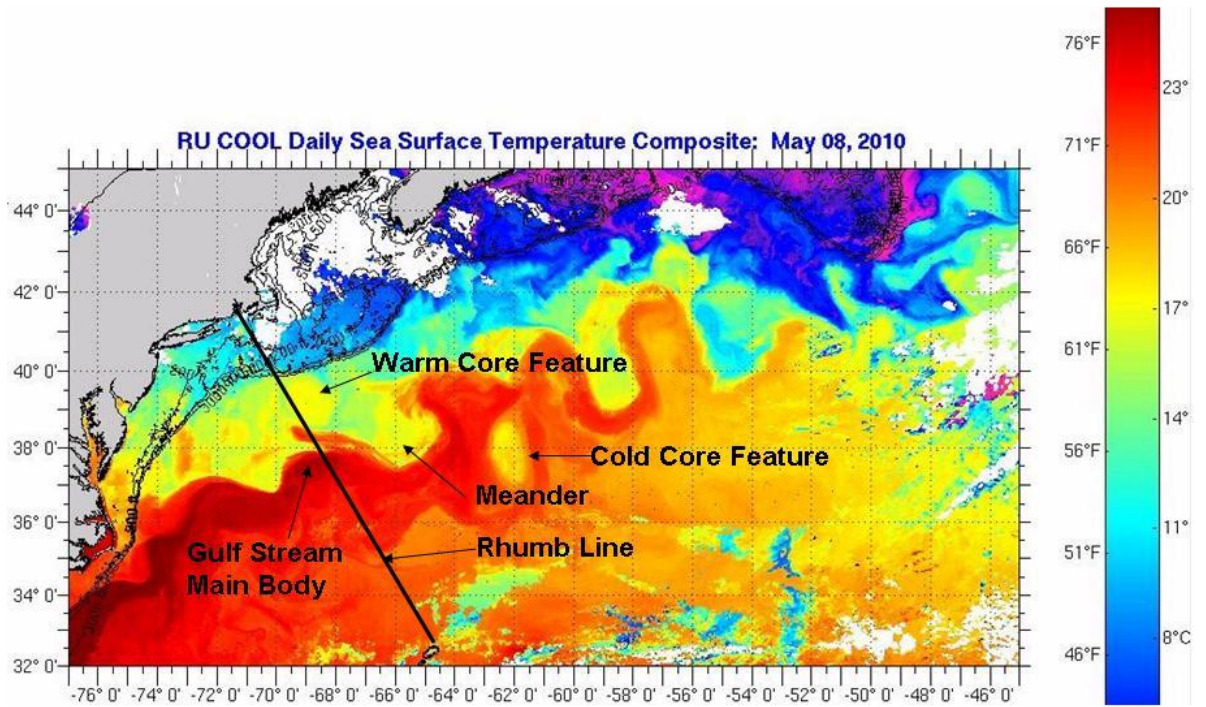 RU COOL Daily Sea Surface Temperature Composite: May 08, 2010
76°F
23°
71°F
20°
66°F
17°
61°F
14°
56°F
11°
51°F
8°C
46°F
44° 0'
42° 0'
40° 0'
38° 0'
36° 0'
34° 0'
32° 0'
Warm Core Feature
Cold Core Feature
Meander
Gulf Stream
Main Body
Rhumb Line
-76° 0' -74° 0' -72° 0' -70° 0' -68° 0' -66° 0' -64° 0' -62° 0' -60° 0' -58° 0' -56° 0' -54° 0' -52° 0' -50° 0' -48° 0' -46° 0'